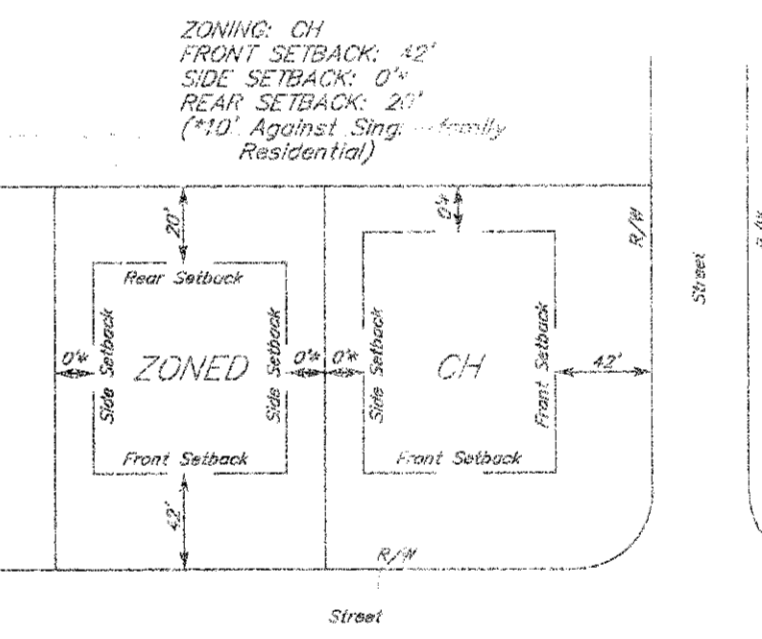 ZONING: CH
FRONT SETBACK: 42'
SIDE SETBACK: 0'*
REAR SETBACK: 20'
(*10' Against family
Residential)
20'
0'*
R/W
R/W
Street
Rear Setback
Side Setback
Side Setback
Side Setback
Front Setback
0'*
ZONED
0'*
0'*
CH
42'
Front Setback
Front Setback
42'
R/W
Street